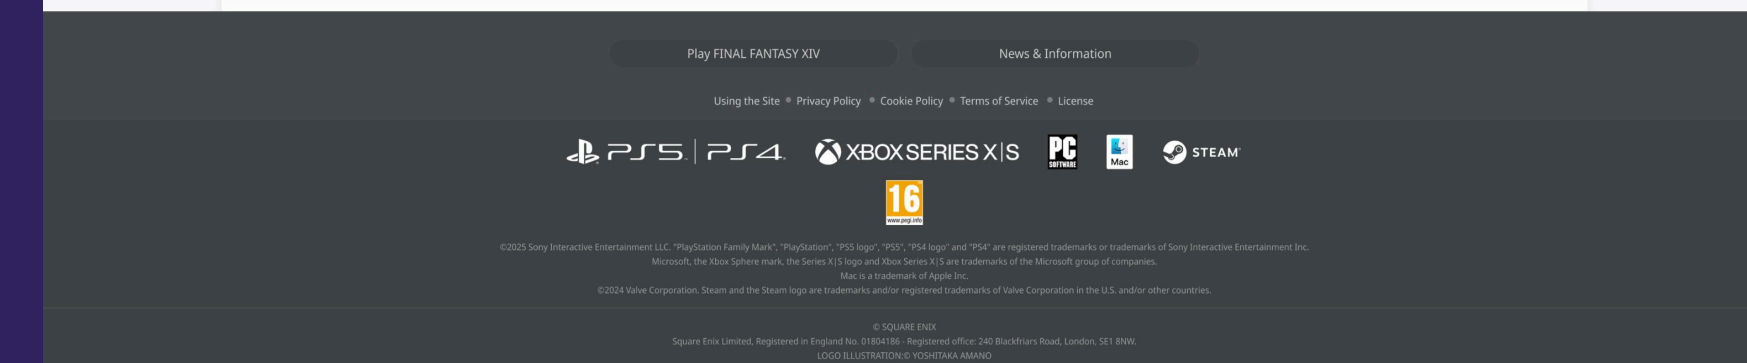 Play FINAL FANTASY XIV
News & Information
Using the Site • Privacy Policy • Cookie Policy • Terms of Service • License
PS5 | PS4 XBOX SERIES X|S PC SOFTWARE Mac STEAM
16
www.pegi.info
©2025 Sony Interactive Entertainment LLC. "PlayStation Family Mark", "PlayStation", "PS5 logo", "PS5", "PS4 logo" and "PS4" are registered trademarks or trademarks of Sony Interactive Entertainment Inc.
Microsoft, the Xbox Sphere mark, the Series X|S logo and Xbox Series X|S are trademarks of the Microsoft group of companies.
Mac is a trademark of Apple Inc.
©2024 Valve Corporation. Steam and the Steam logo are trademarks and/or registered trademarks of Valve Corporation in the U.S. and/or other countries.
© SQUARE ENIX
Square Enix Limited, Registered in England No. 01804186 - Registered office: 240 Blackfriars Road, London, SE1 8NW.
LOGO ILLUSTRATION:© YOSHITAKA AMANO